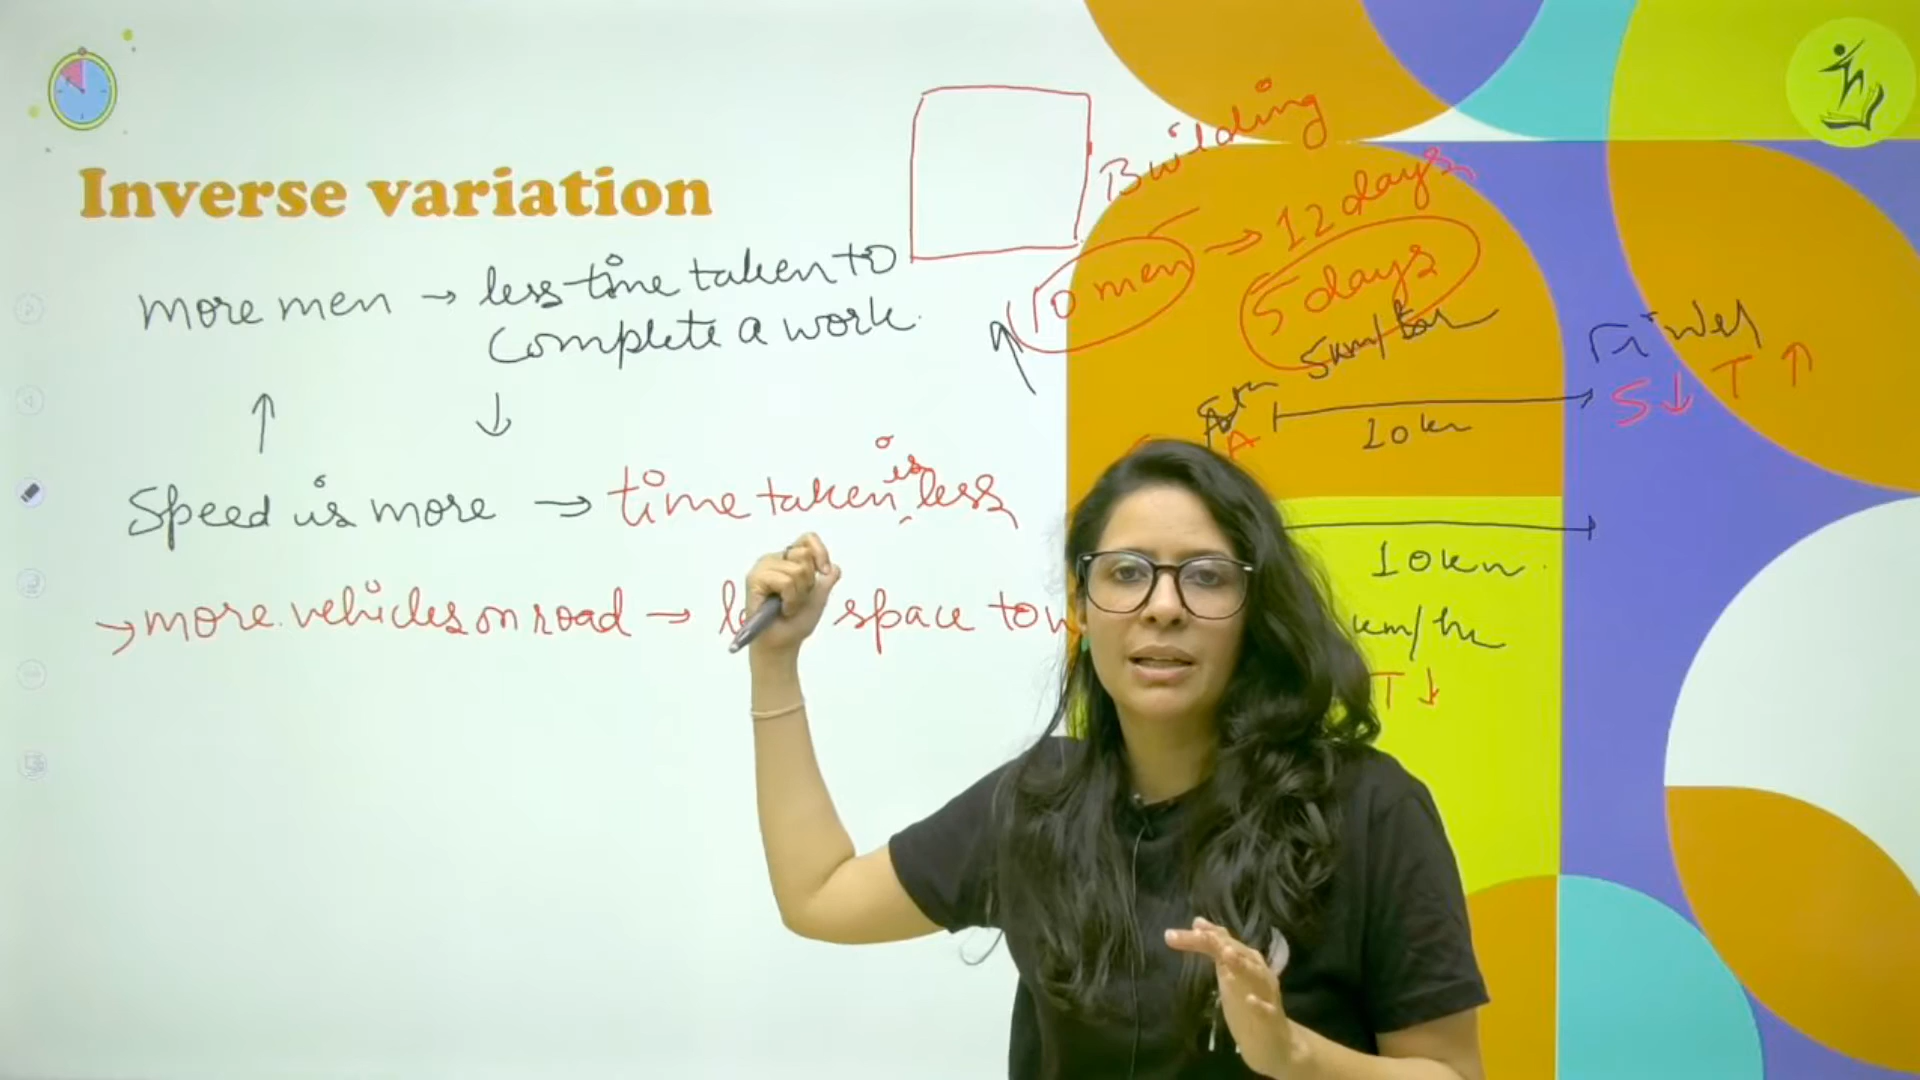 Inverse variation
more men → less time taken to
complete a work.
↑ ↓
Speed is more → time taken is less
→ more vehicles on road → space to
Building
10 men → 12 days
5 days
5km/
10km
S ↓ T ↑
A
10km
km/hr
T ↓